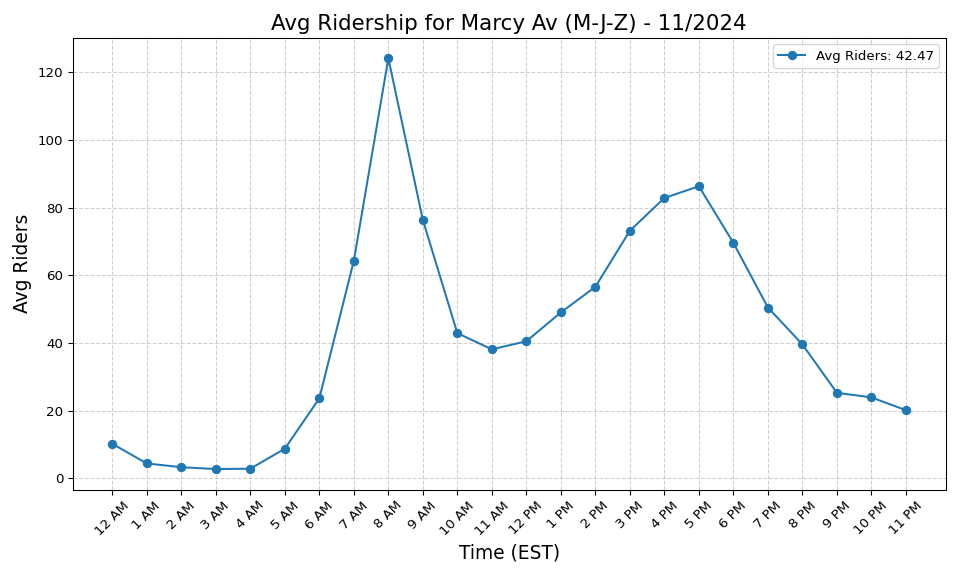 Avg Ridership for Marcy Av (M-J-Z) - 11/2024
Avg Riders: 42.47
120
100
80
60
40
20
0
Avg Riders
12 AM
1 AM
2 AM
3 AM
4 AM
5 AM
6 AM
7 AM
8 AM
9 AM
10 AM
11 AM
12 PM
1 PM
2 PM
3 PM
4 PM
5 PM
6 PM
7 PM
8 PM
9 PM
10 PM
11 PM
Time (EST)